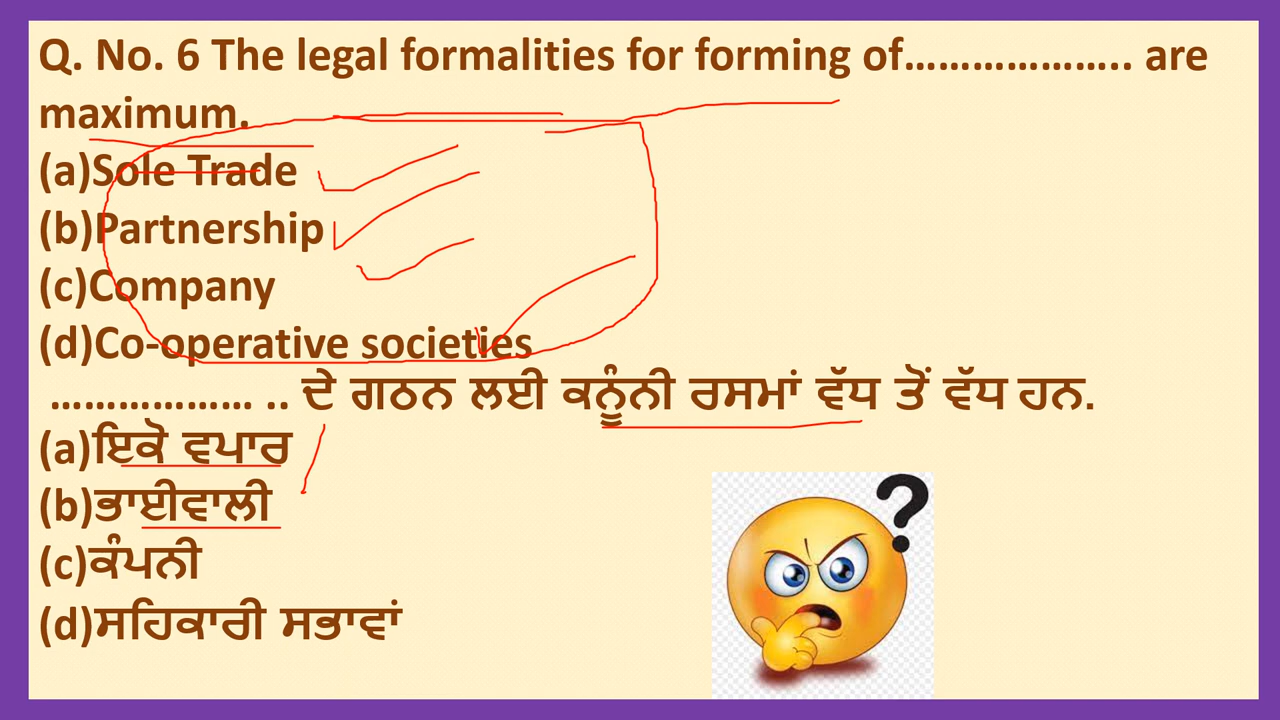 Q. No. 6 The legal formalities for forming of……………….. are
maximum.
(a)Sole Trade
(b)Partnership
(c)Company
(d)Co-operative societies
……………… .. ਦੇ ਗਠਨ ਲਈ ਕਨੂੰਨੀ ਰਸਮਾਂ ਵੱਧ ਤੋਂ ਵੱਧ ਹਨ.
(a)ਇਕੋ ਵਪਾਰ
(b)ਭਾਈਵਾਲੀ
(c)ਕੰਪਨੀ
(d)ਸਹਿਕਾਰੀ ਸਭਾਵਾਂ